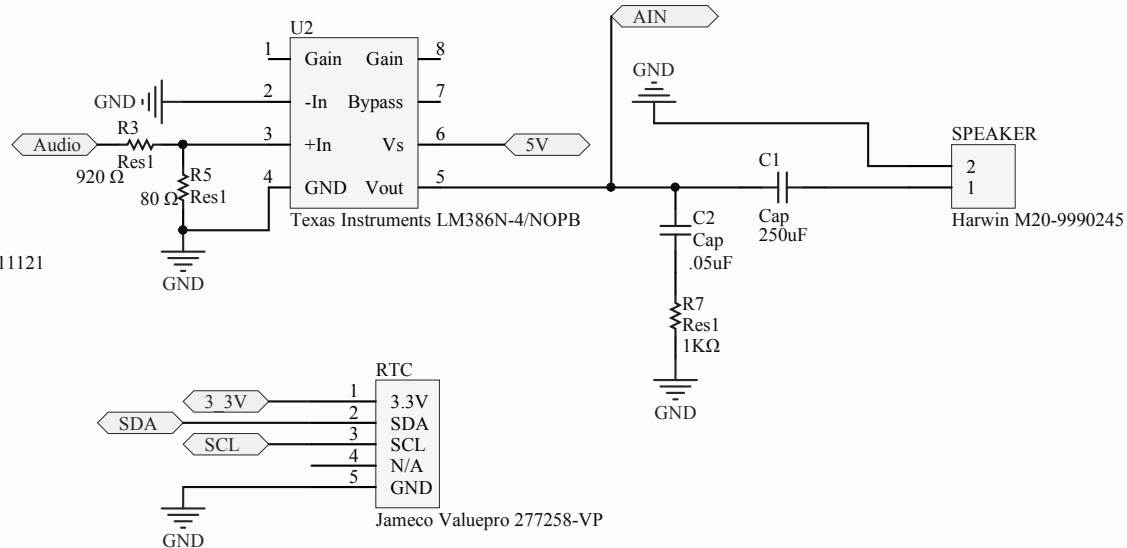 AIN
U2
1 Gain Gain 8
GND 2 -In Bypass 7
GND
Audio R3 3 +In Vs 6 5V
Res1
920 Ω
R5
80 Ω Res1
4 GND Vout 5
Texas Instruments LM386N-4/NOPB
SPEAKER
2
1
Harwin M20-9990245
C1
Cap
250uF
C2
Cap
.05uF
11121
GND
R7
Res1
1KΩ
GND
RTC
3_3V 1 3.3V
SDA 2 SDA
SCL 3 SCL
4 N/A
5 GND
Jameco Valuepro 277258-VP
GND